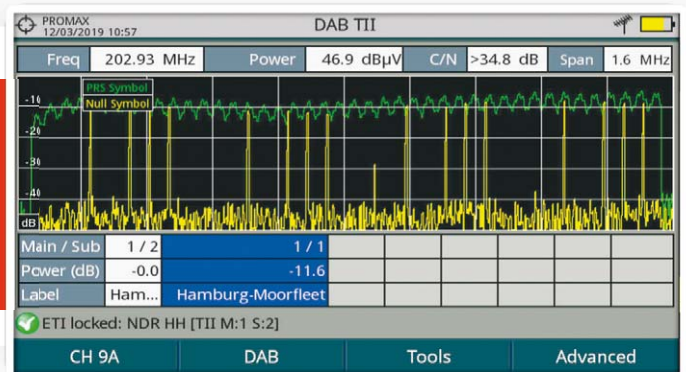 PROMAX
12/03/2019 10:57
DAB TII
Freq 202.93 MHz Power 46.9 dBµV C/N >34.8 dB Span 1.6 MHz
PRS Symbol
Null Symbol
-10
-20
-30
-40
dB
Main / Sub 1 / 2 1 / 1
Power (dB) -0.0 -11.6
Label Ham... Hamburg-Moorfleet
ETI locked: NDR HH [TII M:1 S:2]
CH 9A DAB Tools Advanced